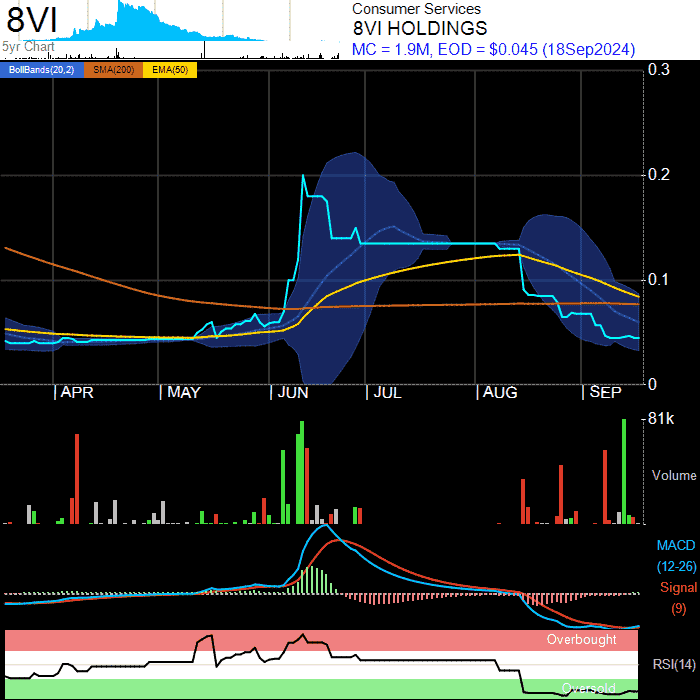 8VI
5yr Chart
Consumer Services
8VI HOLDINGS
MC = 1.9M, EOD = $0.045 (18Sep2024)
BollBands(20,2) SMA(200) EMA(50)
0.3
0.2
0.1
0
APR MAY JUN JUL AUG SEP
81k
Volume
MACD
(12-26)
Signal
(9)
Overbought
RSI(14)
Oversold